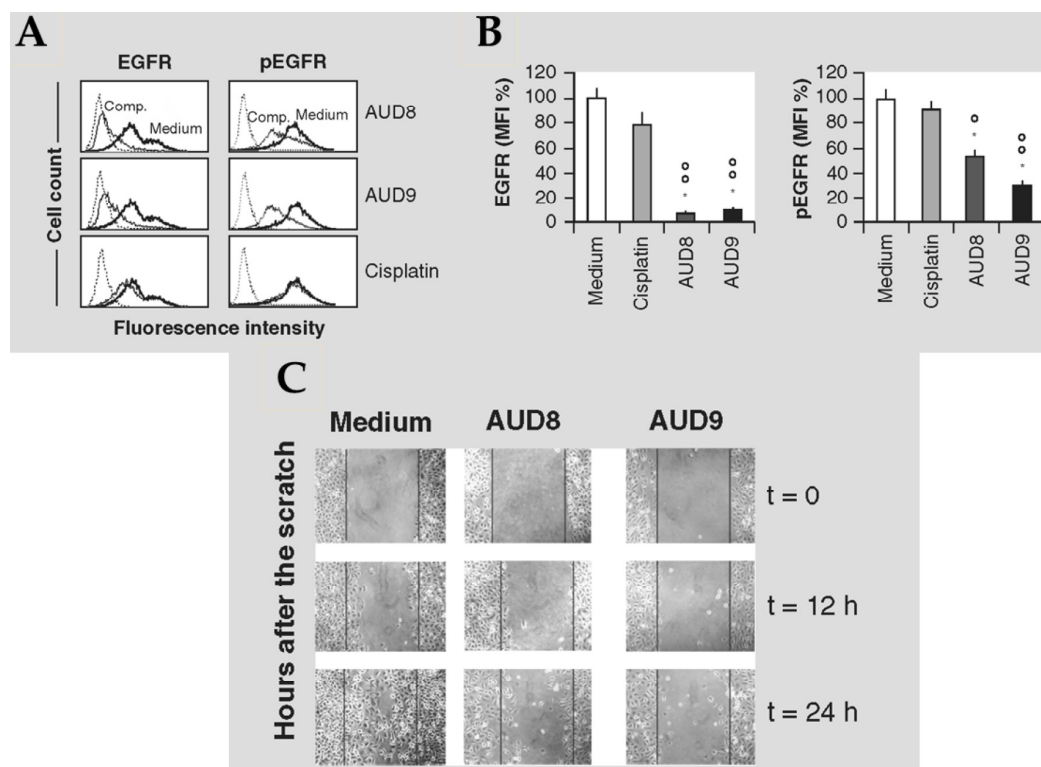 A
EGFR
pEGFR
Comp.
Medium
Comp.
Medium
AUD8
AUD9
Cisplatin
Cell count
Fluorescence intensity
B
EGFR (MFI %)
120
100
80
60
40
20
0
Medium
Cisplatin
AUD8
AUD9
pEGFR (MFI %)
120
100
80
60
40
20
0
Medium
Cisplatin
AUD8
AUD9
C
Medium
AUD8
AUD9
Hours after the scratch
t = 0
t = 12 h
t = 24 h